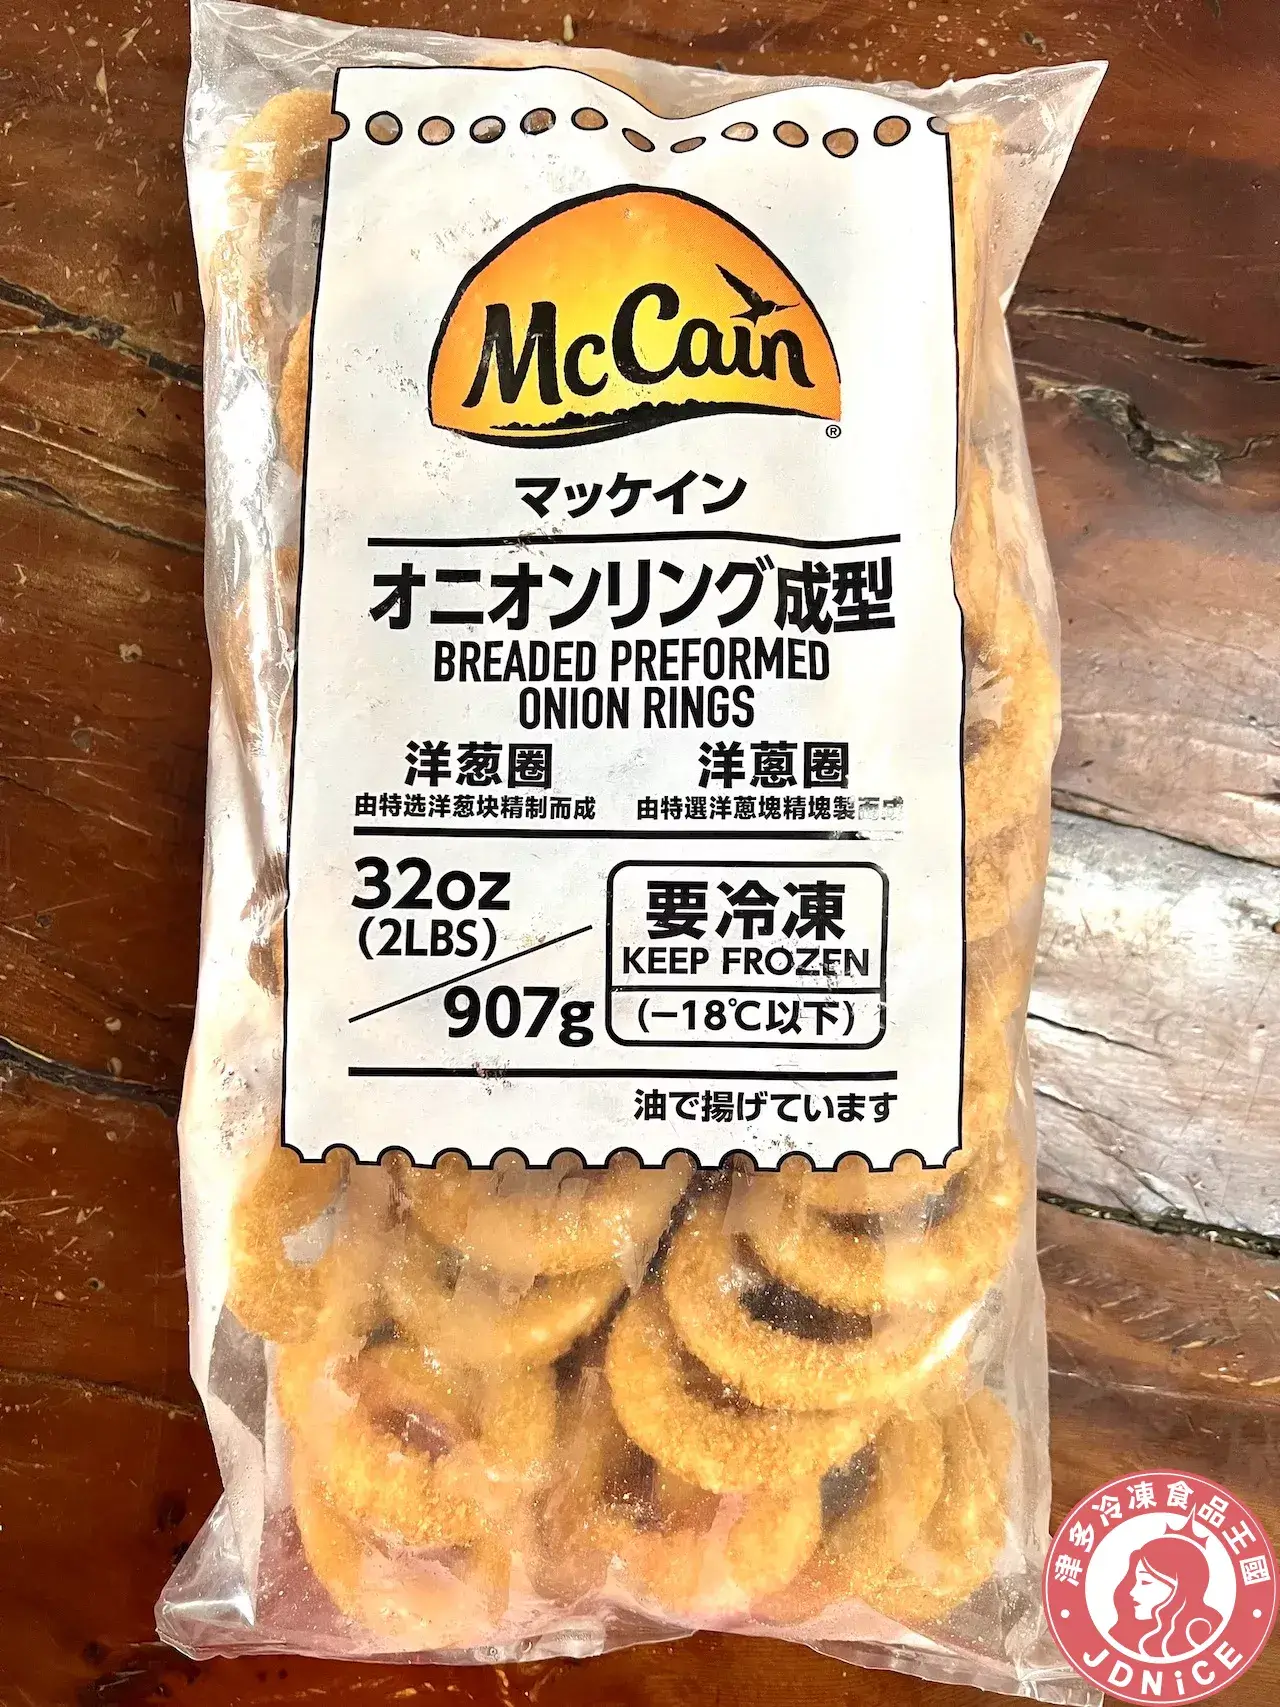 McCain
®
マッケイン
オニオンリング成型
BREADED PREFORMED
ONION RINGS
洋葱圈 洋蔥圈
由特选洋葱块精制而成 由特選洋蔥塊精塊製而成
32oz
(2LBS)
907g
要冷凍
KEEP FROZEN
(−18℃以下)
油で揚げています
津多冷凍食品王國
JDNiCE